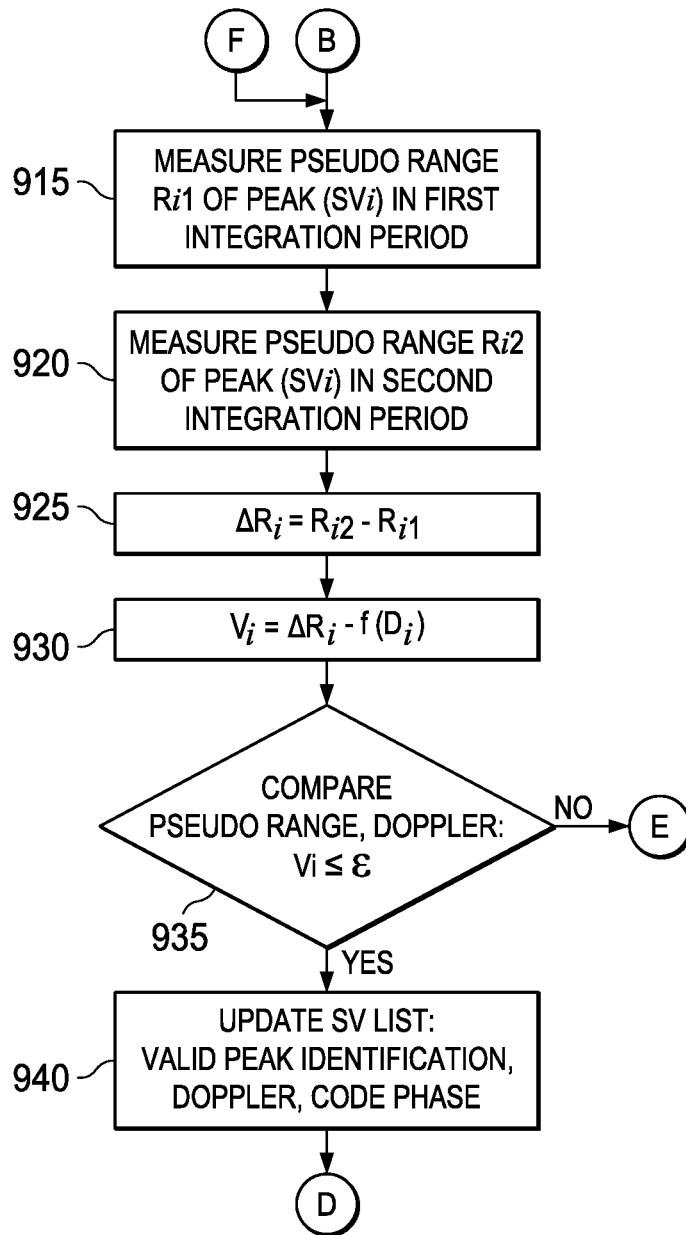 F B
915
MEASURE PSEUDO RANGE
Ri1 OF PEAK (SVi) IN FIRST
INTEGRATION PERIOD
920
MEASURE PSEUDO RANGE Ri2
OF PEAK (SVi) IN SECOND
INTEGRATION PERIOD
925
ΔRi = Ri2 - Ri1
930
Vi = ΔRi - f (Di)
COMPARE
PSEUDO RANGE, DOPPLER:
Vi ≤ ε
NO
E
935
YES
940
UPDATE SV LIST:
VALID PEAK IDENTIFICATION,
DOPPLER, CODE PHASE
D